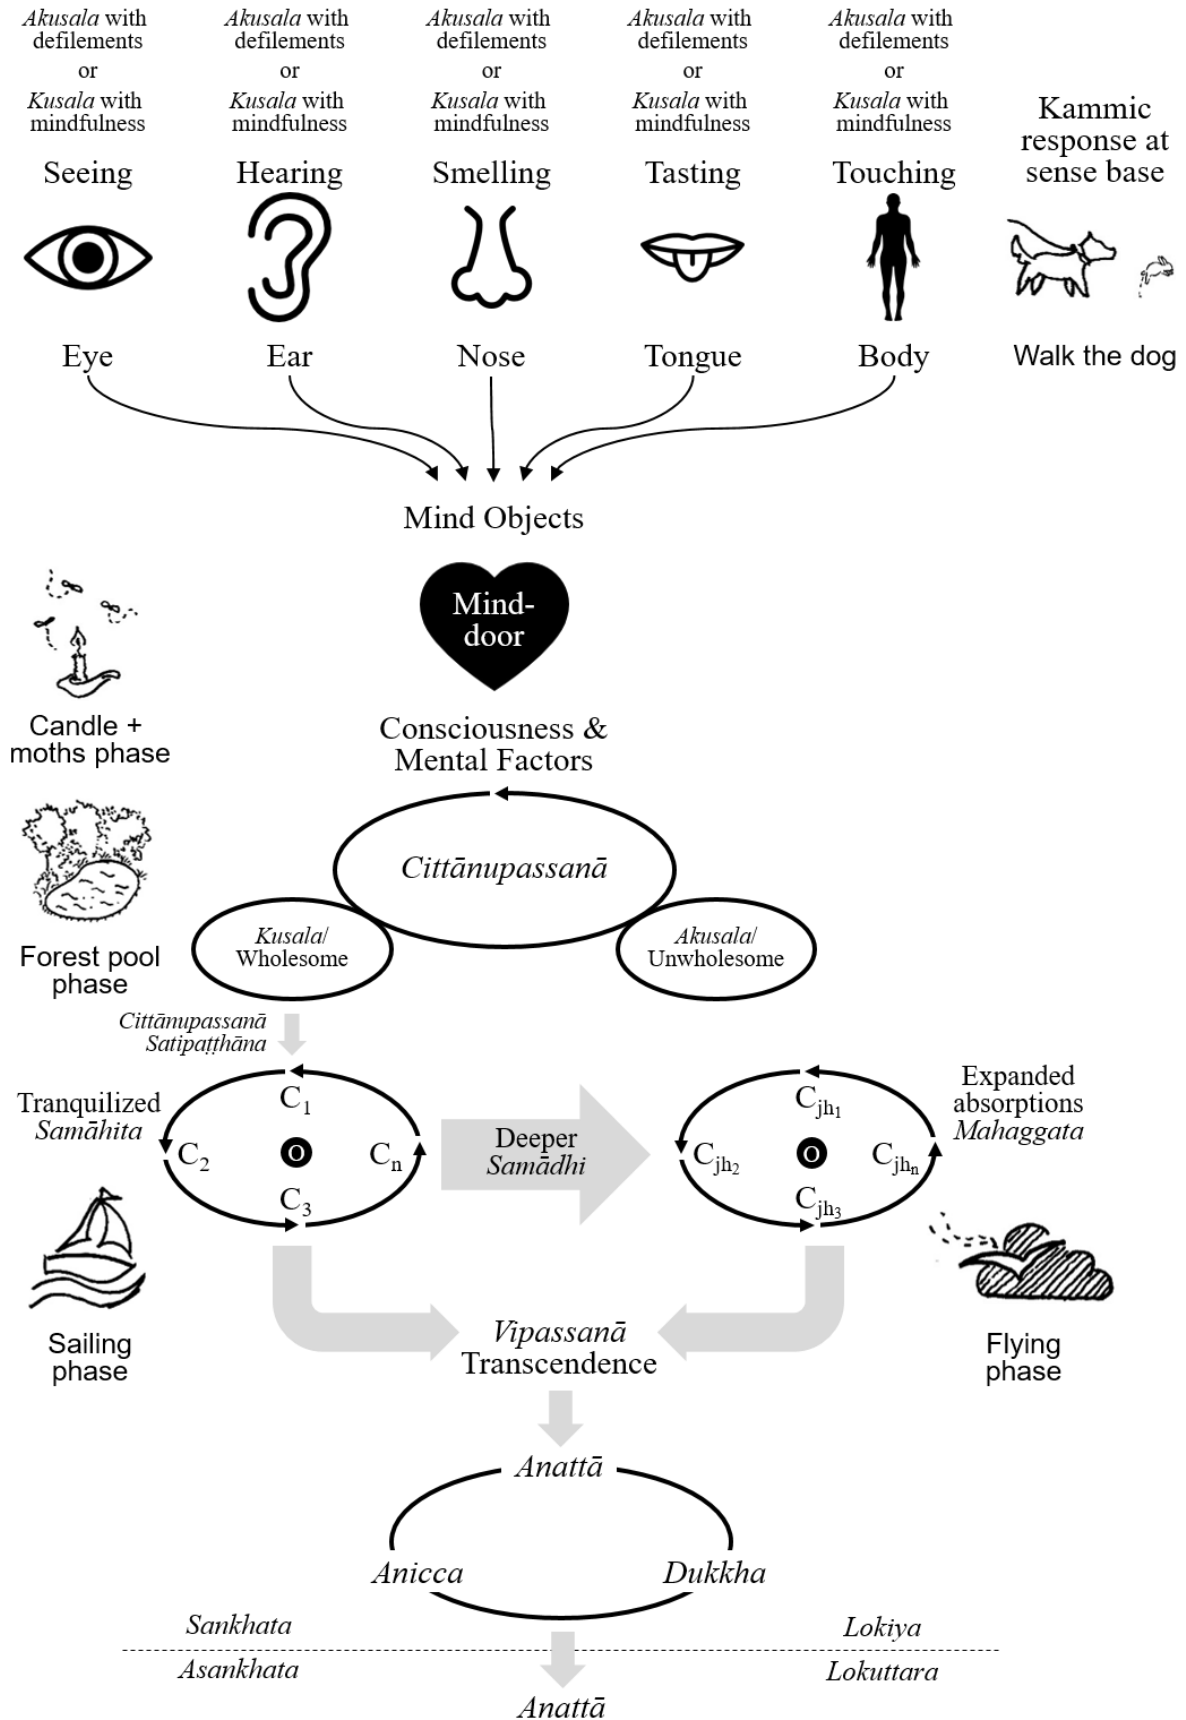 Akusala with
defilements
or
Kusala with
mindfulness
Seeing
Eye
Akusala with
defilements
or
Kusala with
mindfulness
Hearing
Ear
Akusala with
defilements
or
Kusala with
mindfulness
Smelling
Nose
Akusala with
defilements
or
Kusala with
mindfulness
Tasting
Tongue
Akusala with
defilements
or
Kusala with
mindfulness
Touching
Body
Kammic
response at
sense base
Walk the dog
Mind Objects
Mind-
door
Candle +
moths phase
Consciousness &
Mental Factors
Cittānupassanā
Kusala/
Wholesome
Akusala/
Unwholesome
Forest pool
phase
Cittānupassanā
Satipaṭṭhāna
Tranquilized
Samāhita
C1
C2
O
Cn
C3
Deeper
Samādhi
Cjh1
Cjh2
O
Cjhn
Cjh3
Expanded
absorptions
Mahaggata
Sailing
phase
Vipassanā
Transcendence
Flying
phase
Anattā
Anicca
Dukkha
Sankhata
Lokiya
Asankhata
Lokuttara
Anattā